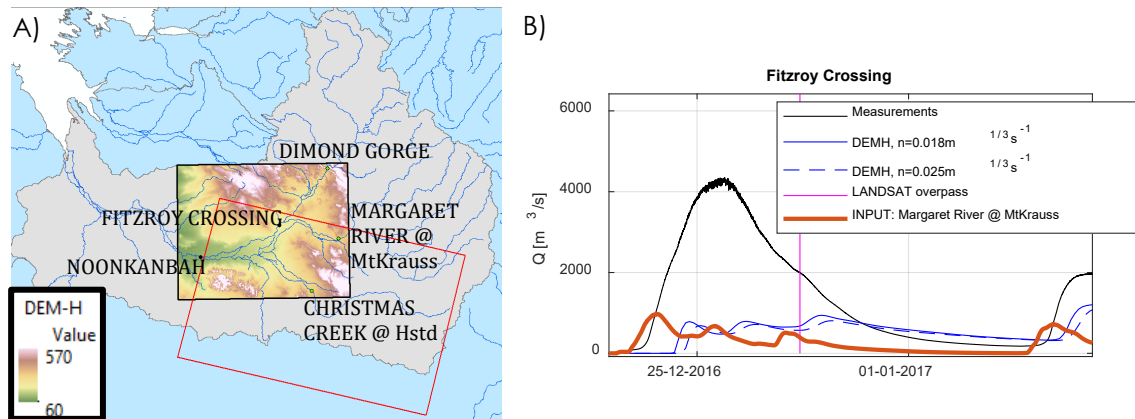 A)
DIMOND GORGE
FITZROY CROSSING
MARGARET
RIVER @
MtKrauss
NOONKANBAH
CHRISTMAS
CREEK @ Hstd
DEM-H
Value
570
60
B)
Fitzroy Crossing
Q [m ³/s]
6000
4000
2000
0
25-12-2016
01-01-2017
Measurements
DEMH, n=0.018m ¹/³s⁻¹
DEMH, n=0.025m ¹/³s⁻¹
LANDSAT overpass
INPUT: Margaret River @ MtKrauss